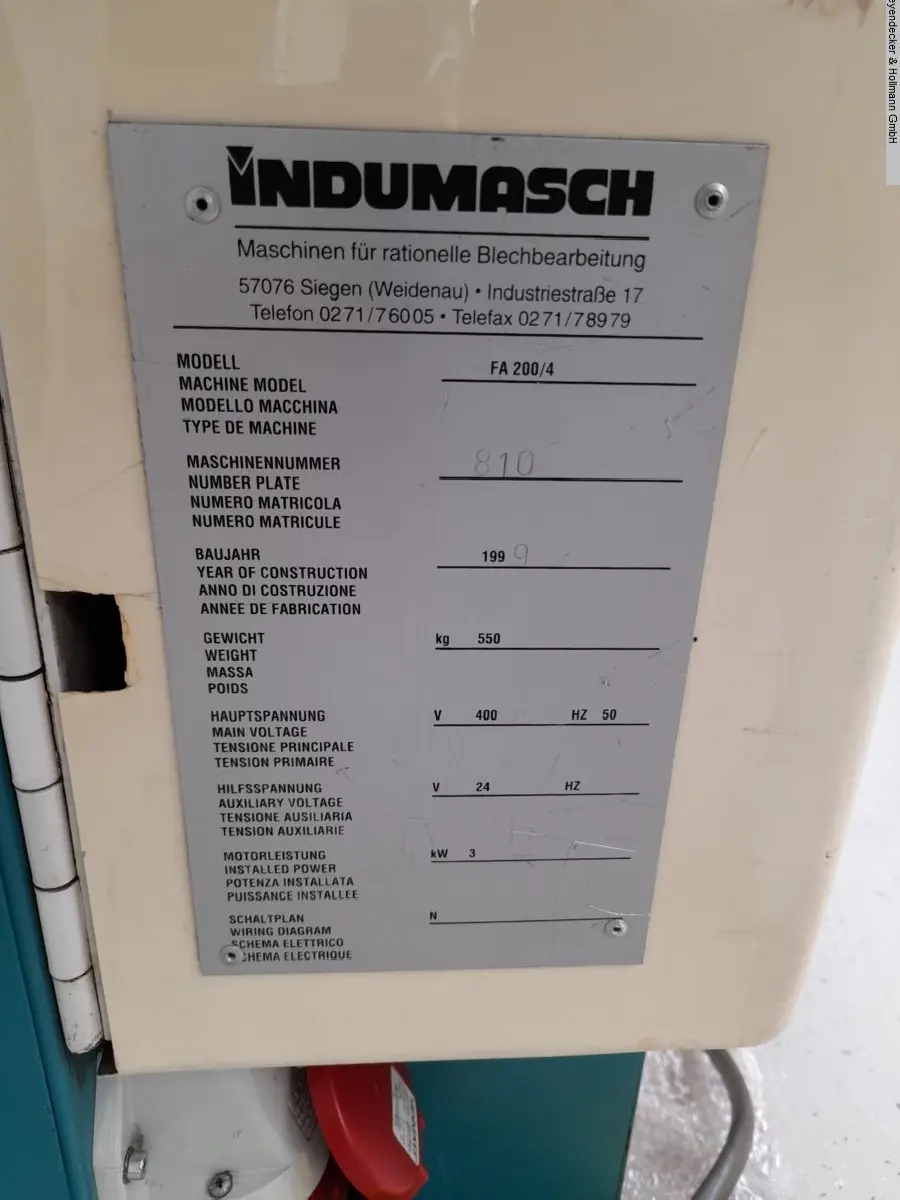 INDUMASCH
Maschinen für rationelle Blechbearbeitung
57076 Siegen (Weidenau) • Industriestraße 17
Telefon 0271/76005 • Telefax 0271/78979
MODELL FA 200/4
MACHINE MODEL
MODELLO MACCHINA
TYPE DE MACHINE
MASCHINENNUMMER 810
NUMBER PLATE
NUMERO MATRICOLA
NUMERO MATRICULE
BAUJAHR 1999
YEAR OF CONSTRUCTION
ANNO DI COSTRUZIONE
ANNEE DE FABRICATION
GEWICHT kg 550
WEIGHT
MASSA
POIDS
HAUPTSPANNUNG V 400 HZ 50
MAIN VOLTAGE
TENSIONE PRINCIPALE
TENSION PRIMAIRE
HILFSSPANNUNG V 24 HZ
AUXILIARY VOLTAGE
TENSIONE AUSILIARIA
TENSION AUXILIARIE
MOTORLEISTUNG kW 3
INSTALLED POWER
POTENZA INSTALLATA
PUISSANCE INSTALLEE
SCHALTPLAN N
WIRING DIAGRAM
SCHEMA ELETTRICO
SCHEMA ELECTRIQUE
eyendecker & Hollmann GmbH